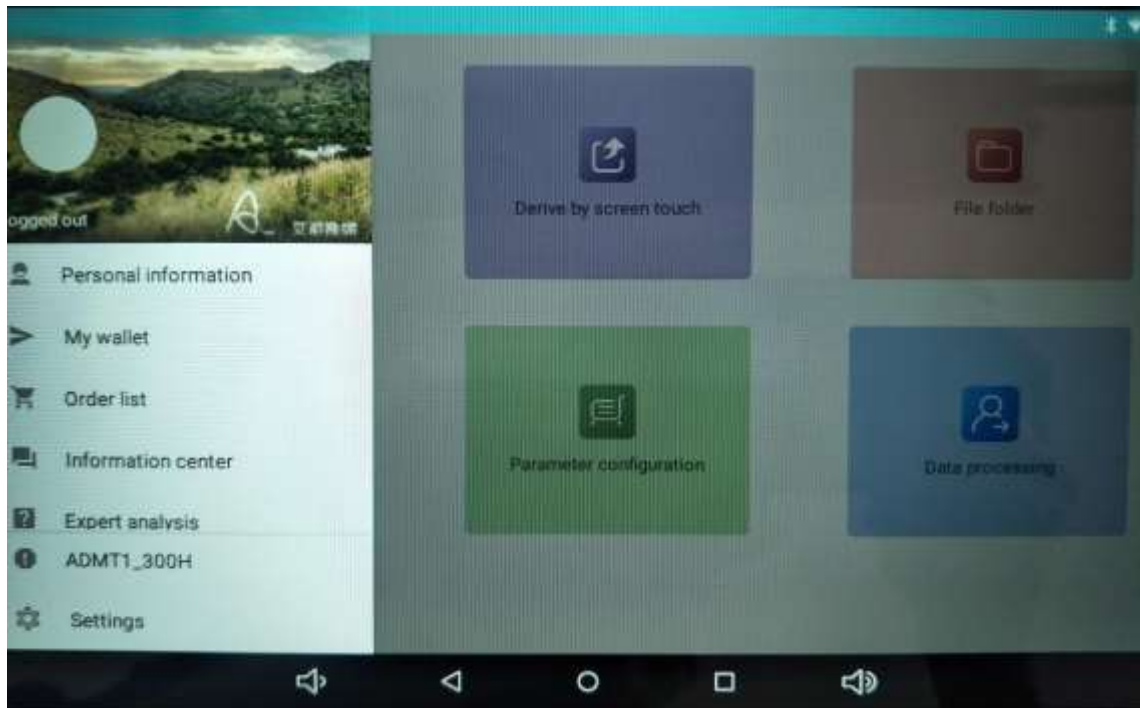 ogged out
Personal information
My wallet
Order list
Information center
Expert analysis
ADMT1_300H
Settings
Derive by screen touch
File folder
Parameter configuration
Data processing